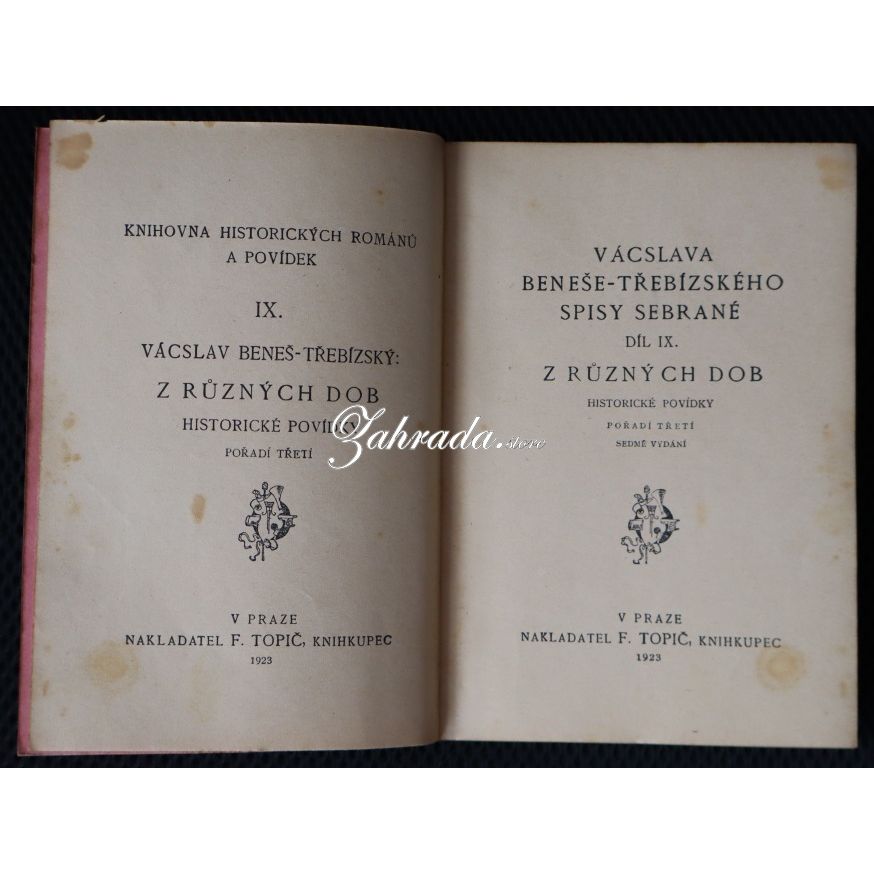 KNIHOVNA HISTORICKÝCH ROMÁNŮ
A POVÍDEK
IX.
VÁCSLAV BENEŠ-TŘEBÍZSKÝ:
Z RŮZNÝCH DOB
HISTORICKÉ POVÍDKY
POŘADÍ TŘETÍ
V PRAZE
NAKLADATEL F. TOPIČ, KNIHKUPEC
1923
VÁCSLAVA
BENEŠE-TŘEBÍZSKÉHO
SPISY SEBRANÉ
DÍL IX.
Z RŮZNÝCH DOB
HISTORICKÉ POVÍDKY
POŘADÍ TŘETÍ
SEDMÉ VYDÁNÍ
V PRAZE
NAKLADATEL F. TOPIČ, KNIHKUPEC
1923
Zahrada.store